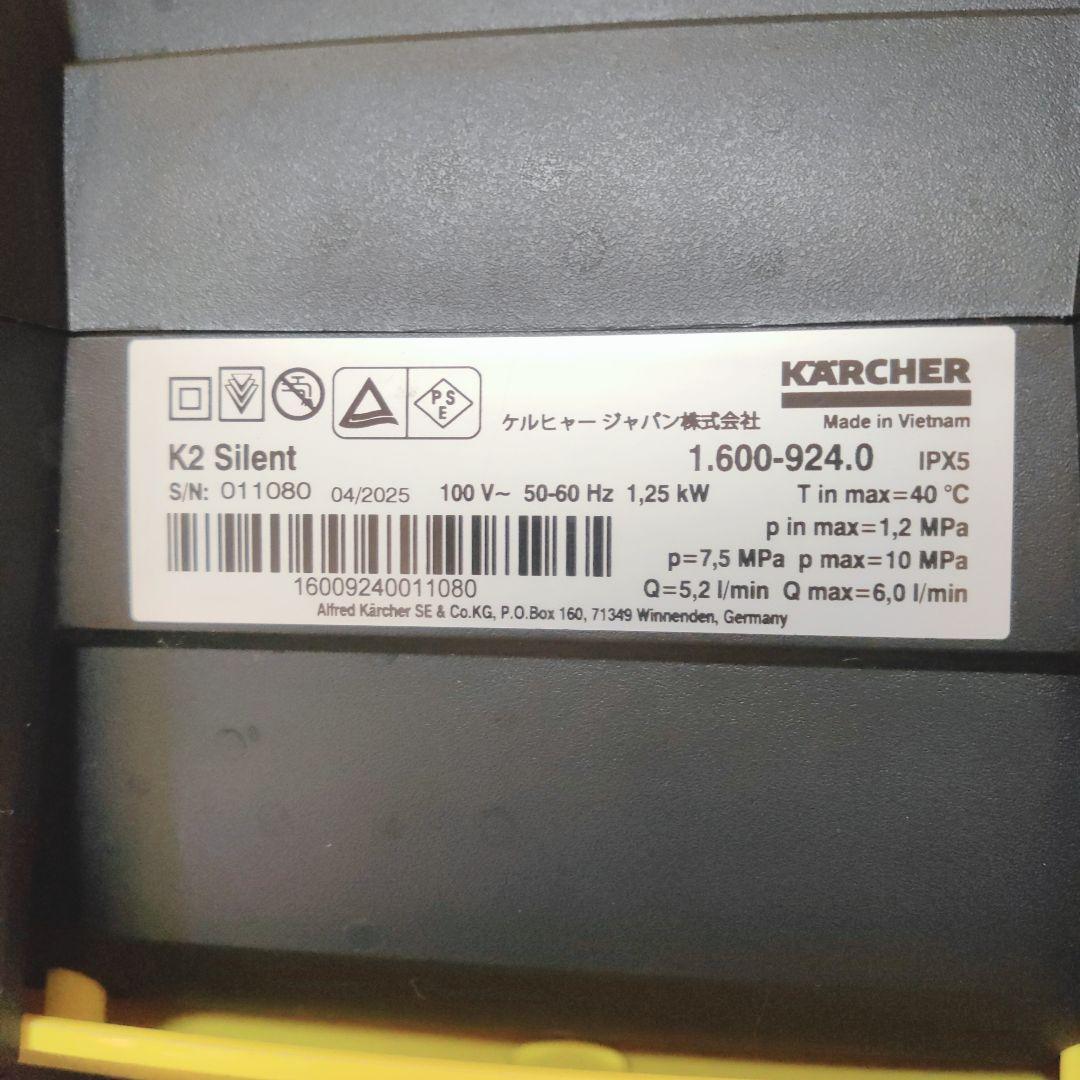 PS
E
ケルヒャー ジャパン株式会社
KÄRCHER
Made in Vietnam
K2 Silent
1.600-924.0
IPX5
S/N: 011080 04/2025 100 V~ 50-60 Hz 1,25 kW
T in max=40 °C
p in max=1,2 MPa
p=7,5 MPa p max=10 MPa
16009240011080
Q=5,2 l/min Q max=6,0 l/min
Alfred Kärcher SE & Co.KG, P.O.Box 160, 71349 Winnenden, Germany